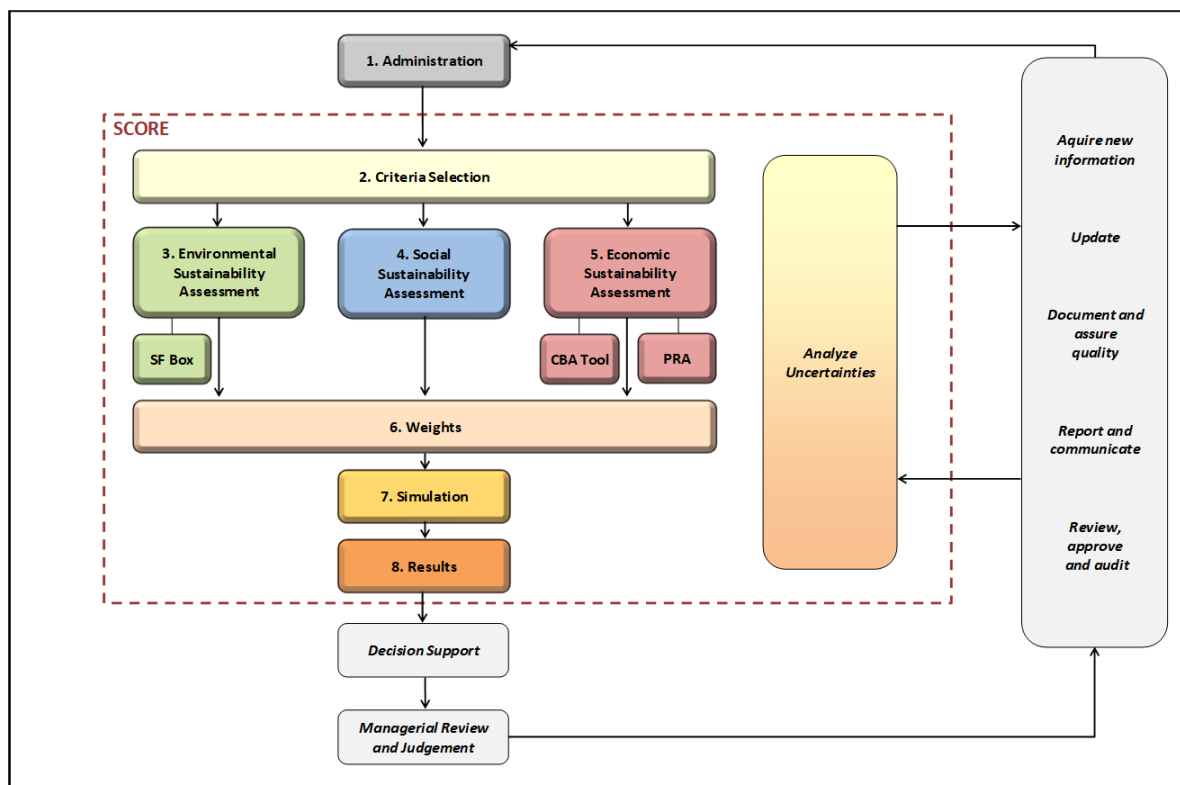 1. Administration
SCORE
2. Criteria Selection
3. Environmental
Sustainability
Assessment
4. Social
Sustainability
Assessment
5. Economic
Sustainability
Assessment
SF Box
CBA Tool
PRA
6. Weights
7. Simulation
8. Results
Decision Support
Managerial Review
and Judgement
Analyze
Uncertainties
Aquire new
information
Update
Document and
assure
quality
Report and
communicate
Review,
approve
and audit